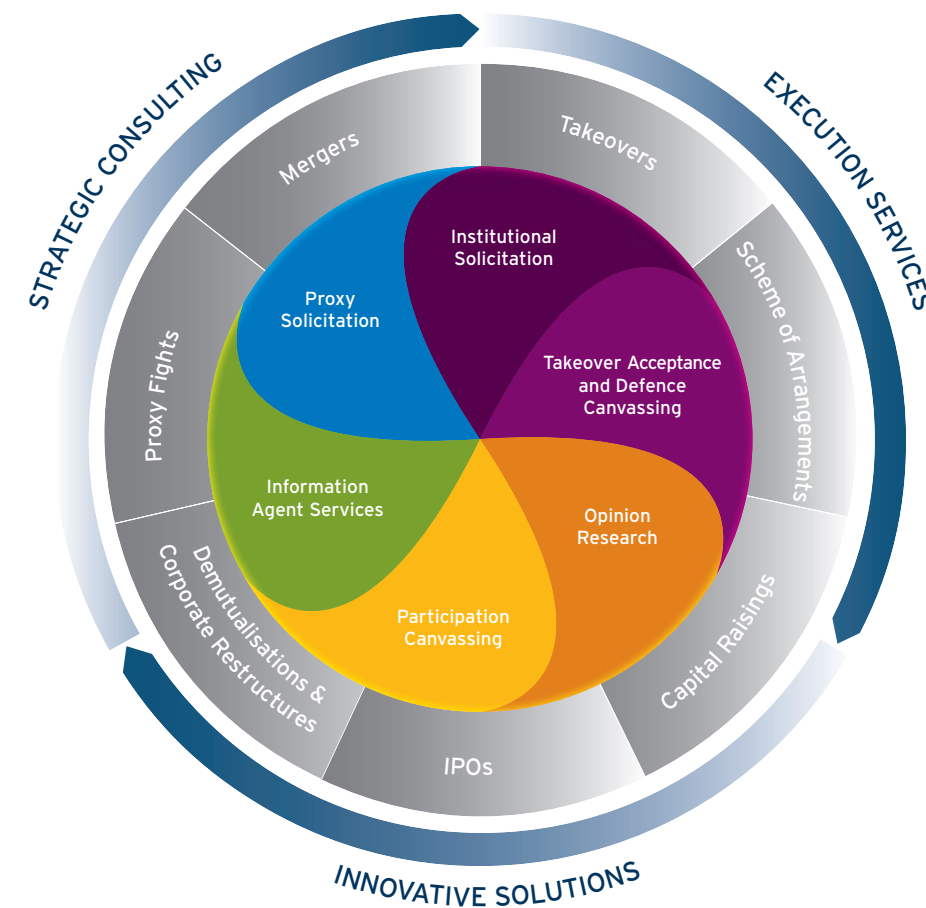 STRATEGIC CONSULTING
EXECUTION SERVICES
INNOVATIVE SOLUTIONS
Mergers
Takeovers
Scheme of Arrangements
Capital Raisings
IPOs
Demutualisations &
Corporate Restructures
Proxy Fights
Institutional
Solicitation
Takeover Acceptance
and Defence
Canvassing
Opinion
Research
Participation
Canvassing
Information
Agent Services
Proxy
Solicitation